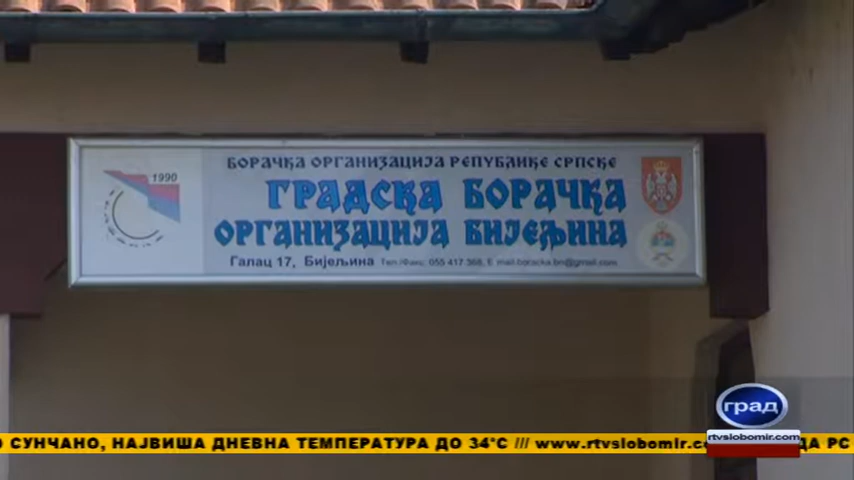 1990
БОРАЧКА ОРГАНИЗАЦИЈА РЕПУБЛИКЕ СРПСКЕ
ГРАДСКА БОРАЧКА
ОРГАНИЗАЦИЈА БИЈЕЉИНА
Галац 17, Бијељина Тел./Факс: 055 417 368, E mail.boracka.bn@gmail.com
град
rtvslobomir.com
СУНЧАНО, НАЈВИША ДНЕВНА ТЕМПЕРАТУРА ДО 34°C /// www.rtvslobomir.c ДА РС